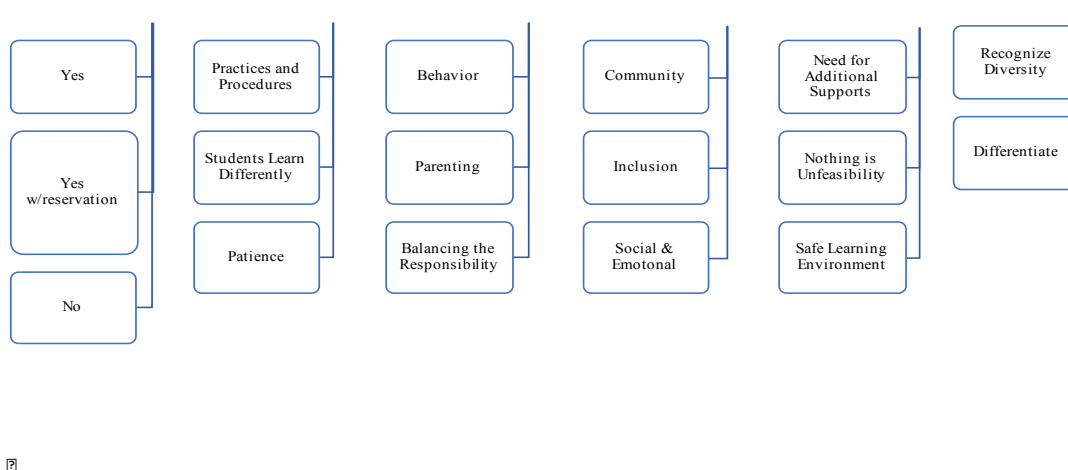 Yes
Yes
w/reservation
No
Practices and
Procedures
Students Learn
Differently
Patience
Behavior
Parenting
Balancing the
Responsibility
Community
Inclusion
Social &
Emotonal
Need for
Additional
Supports
Nothing is
Unfeasibility
Safe Learning
Environment
Recognize
Diversity
Differentiate